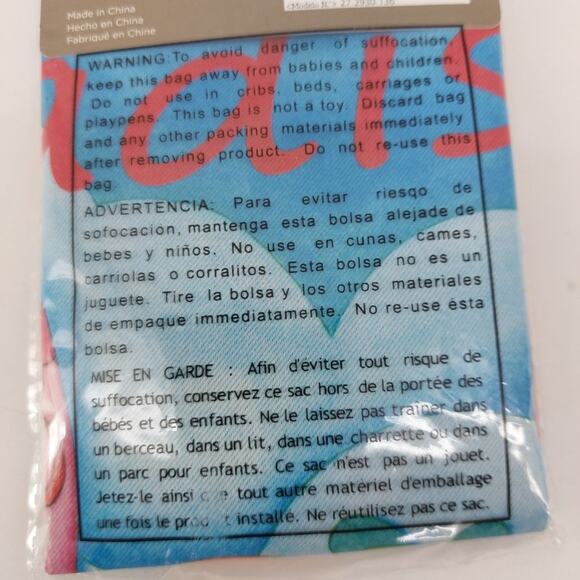 Made in China
Hecho en China
Fabriqué en Chine
<Modelo N.°> 27.2930.136
WARNING:To avoid danger of suffocation,
keep this bag away from babies and children.
Do not use in cribs, beds, carriages or
playpens. This bag is not a toy. Discard bag
and any other packing materials immediately
after removing product. Do not re-use this
bag.
ADVERTENCIA: Para evitar riesqo de
sofocación, mantenga esta bolsa alejade de
bebes y niños. No use en cunas, cames,
carriolas o corralitos. Esta bolsa no es un
juguete. Tire la bolsa y los otros materiales
de empaque immediatamente. No re-use ésta
bolsa.
MISE EN GARDE : Afin d'éviter tout risque de
suffocation, conservez ce sac hors de la portée des
bébés et des enfants. Ne le laissez pas traîner dans
un berceau, dans un lit, dans une charrette ou dans
un parc pour enfants. Ce sac n'est pas un jouet.
Jetez-le ainsi tout autre matériel d'emballage
une fois le installé. Ne réutilisez pas ce sac.